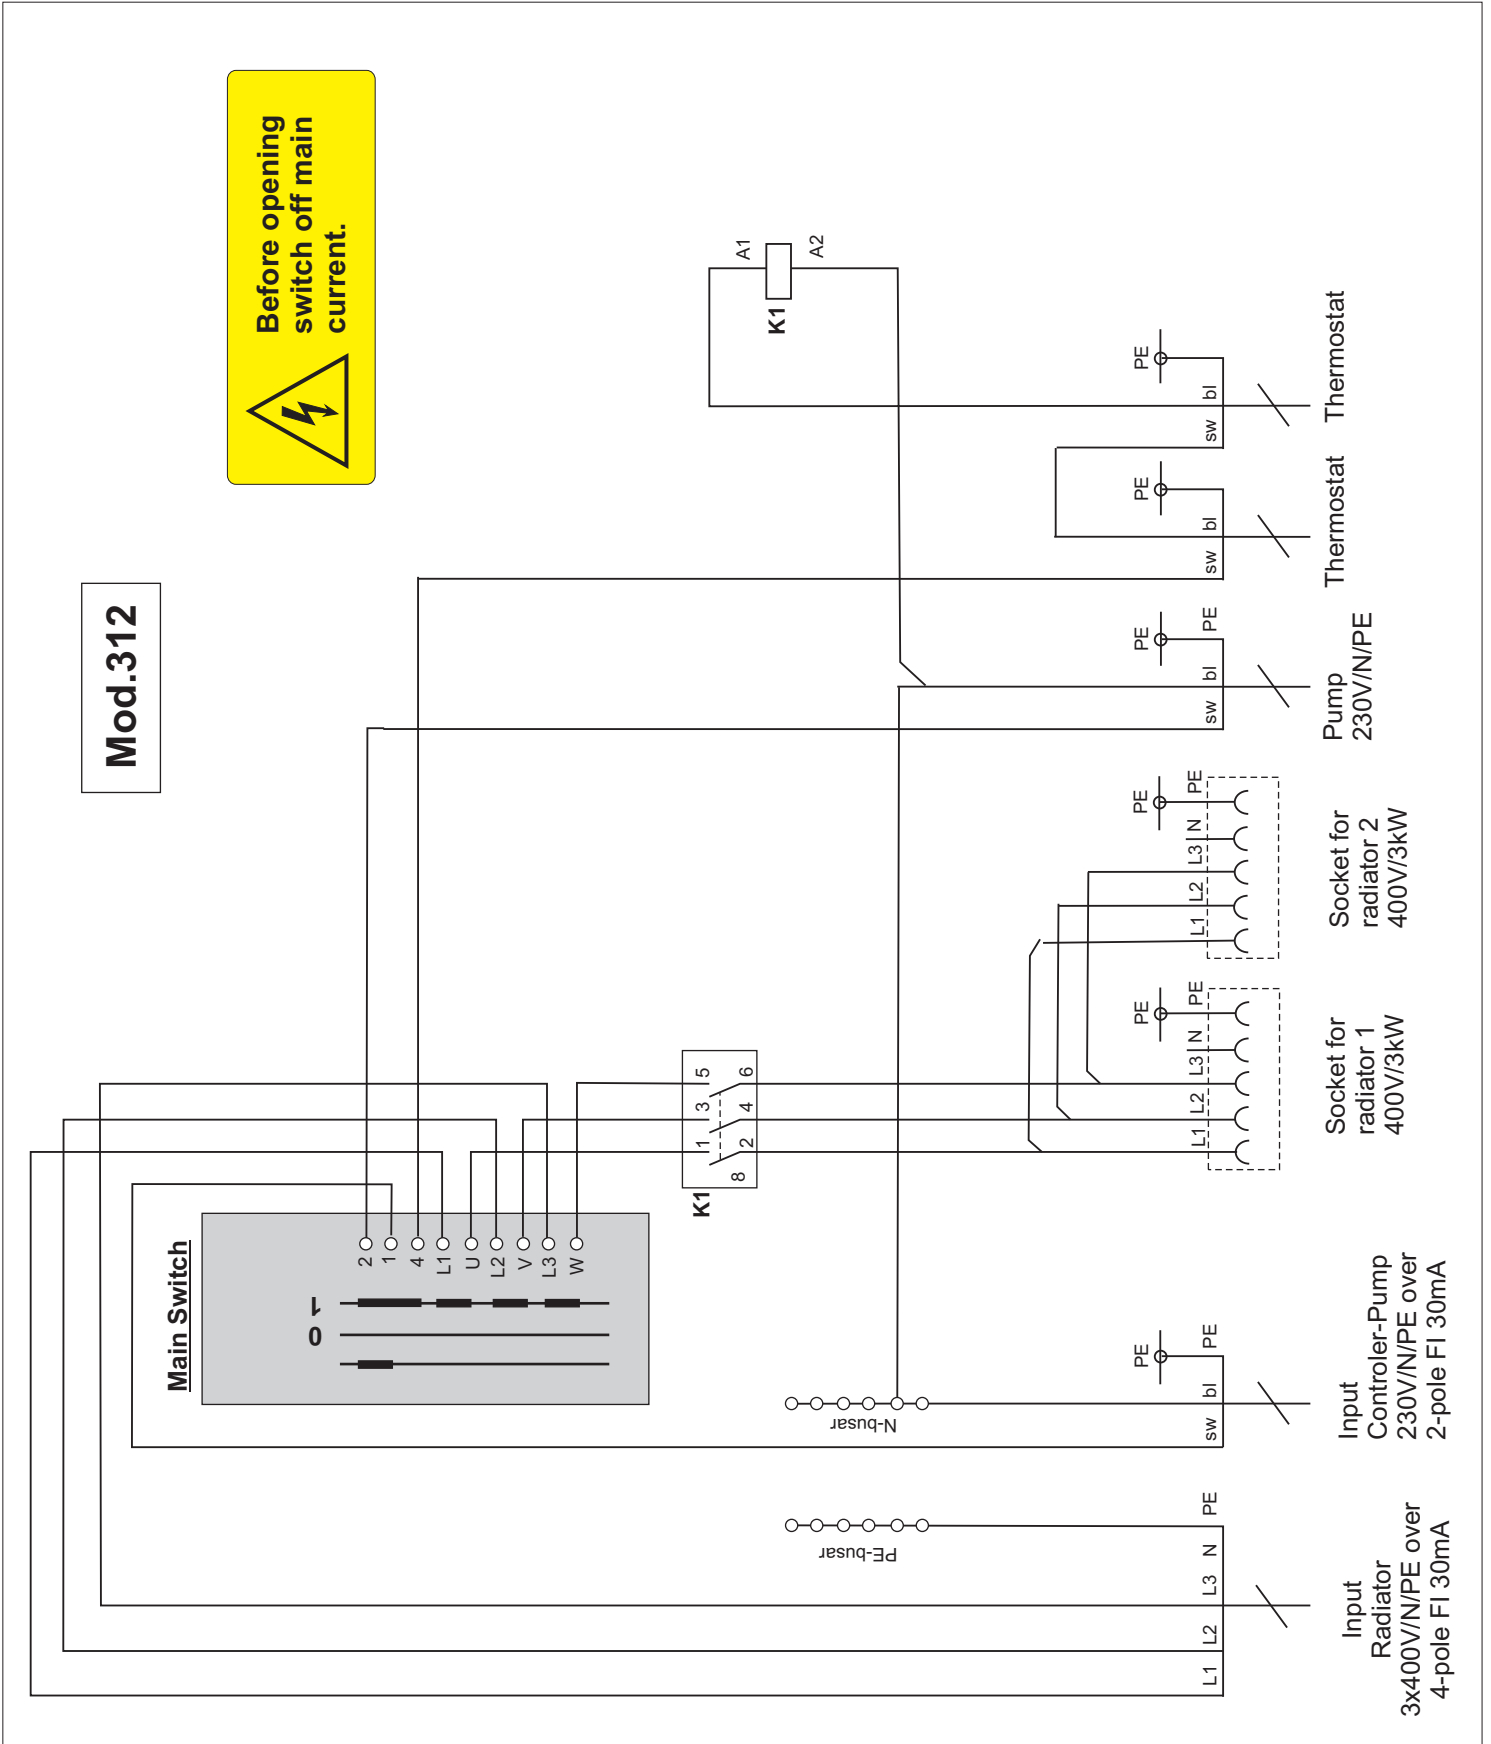 Mod.312
Before opening
switch off main
current.
Main Switch
1
0
2
1
4
L1
U
L2
V
L3
W
K1
5
3
1
6
4
2
8
K1
A1
A2
N-busar
PE-busar
L1
L2
L3
N
PE
Input
Radiator
3x400V/N/PE over
4-pole FI 30mA
PE
sw
bl
PE
Input
Controler-Pump
230V/N/PE over
2-pole FI 30mA
PE
L1
L2
L3
N
PE
Socket for
radiator 1
400V/3kW
PE
L1
L2
L3
N
PE
Socket for
radiator 2
400V/3kW
PE
sw
bl
PE
Pump
230V/N/PE
PE
sw
bl
Thermostat
PE
sw
bl
Thermostat